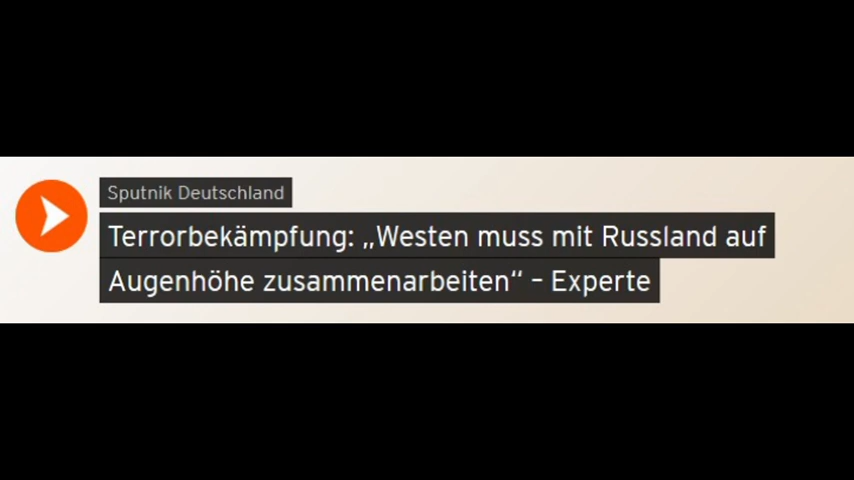 Sputnik Deutschland
Terrorbekämpfung: „Westen muss mit Russland auf
Augenhöhe zusammenarbeiten“ – Experte